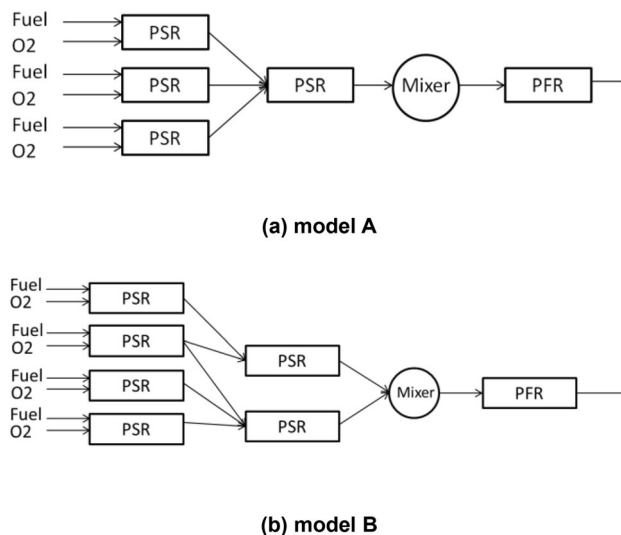 Fuel
O2
PSR
Fuel
O2
PSR
PSR
Mixer
PFR
Fuel
O2
PSR
(a) model A
Fuel
O2
PSR
Fuel
O2
PSR
PSR
Fuel
O2
PSR
Mixer
PFR
Fuel
O2
PSR
PSR
(b) model B